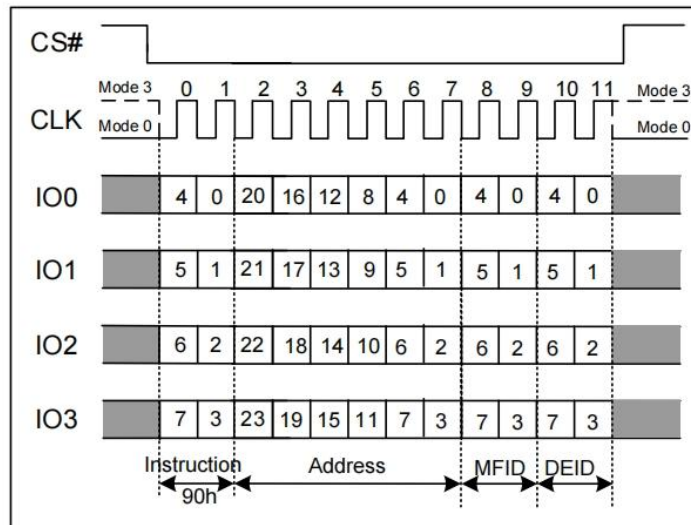 CS#
Mode 3 0 1 2 3 4 5 6 7 8 9 10 11 Mode 3
CLK
Mode 0 Mode 0
IO0 4 0 20 16 12 8 4 0 4 0 4 0
IO1 5 1 21 17 13 9 5 1 5 1 5 1
IO2 6 2 22 18 14 10 6 2 6 2 6 2
IO3 7 3 23 19 15 11 7 3 7 3 7 3
Instruction Address MFID DEID
90h